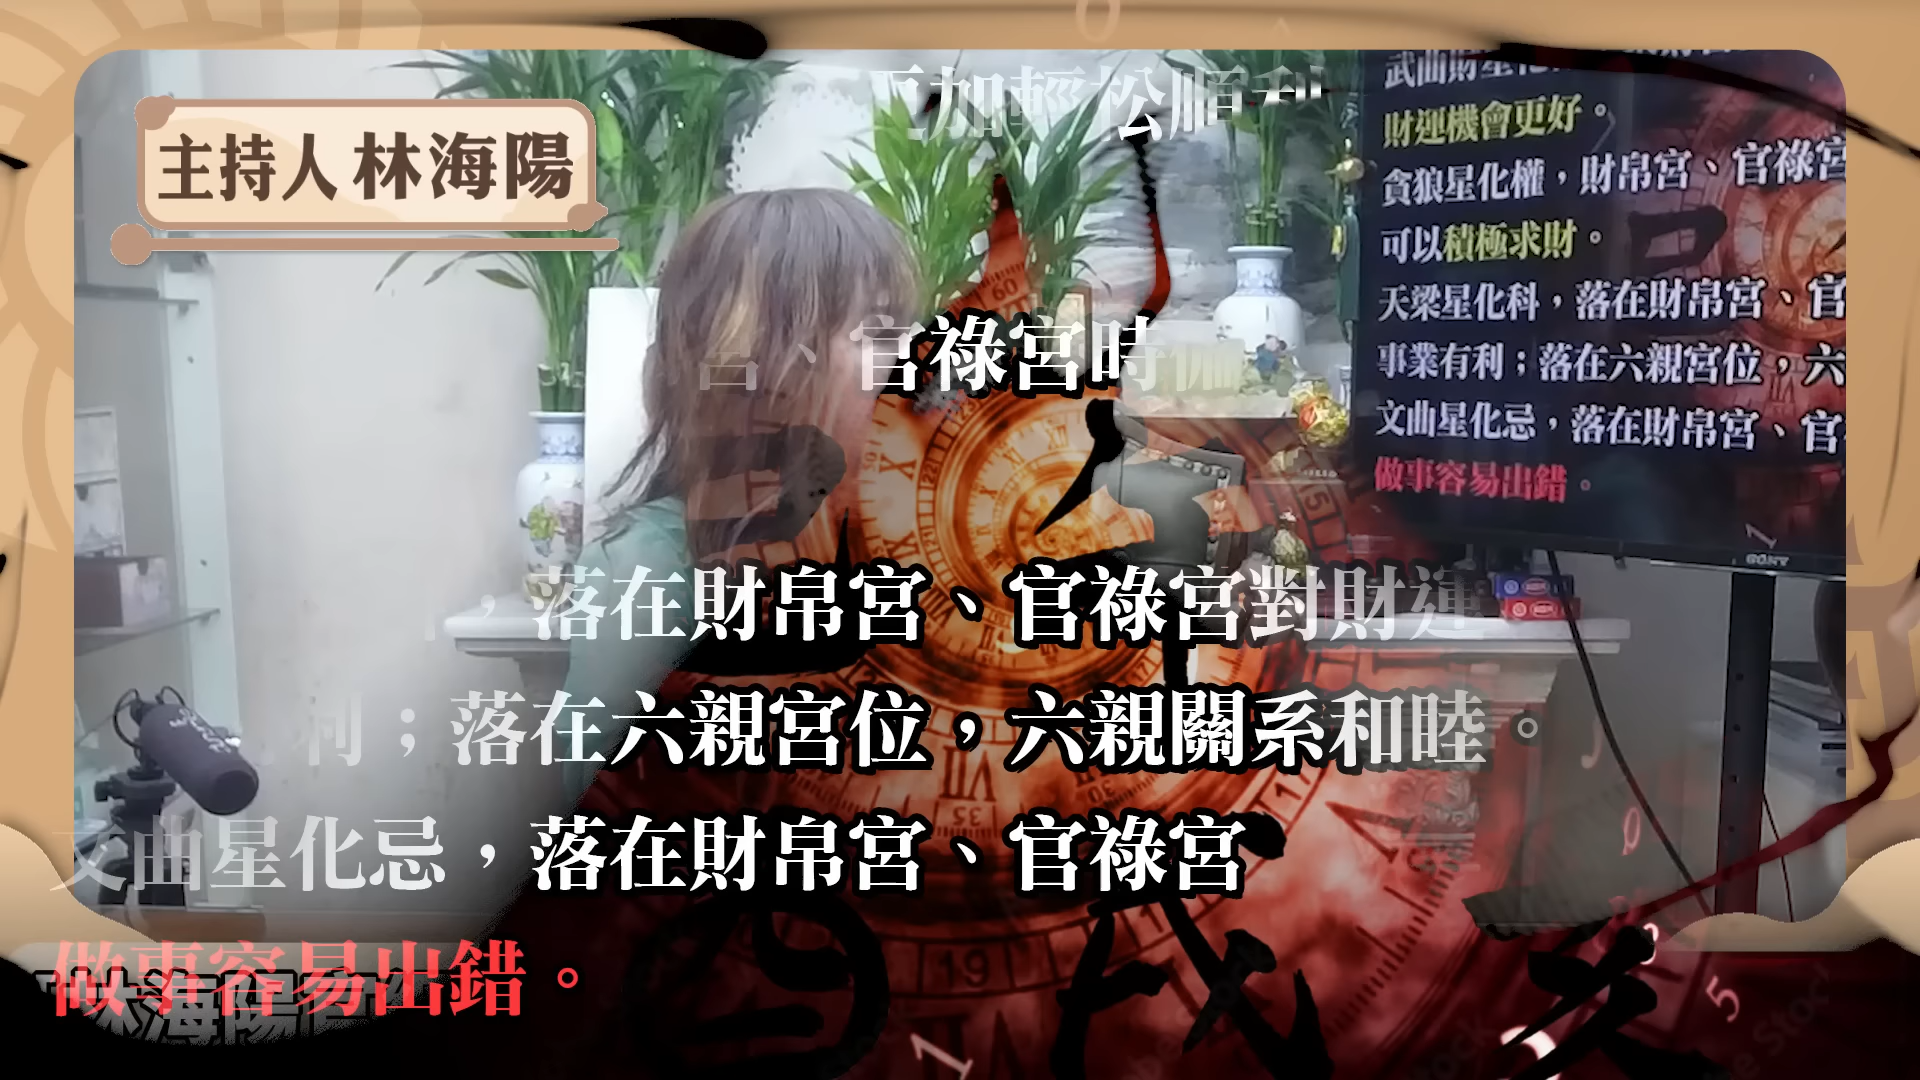 主持人 林海陽
加輕松順利
武曲財星化
財運機會更好。
貪狼星化權，財帛宮、官祿宮
可以積極求財。
天梁星化科，落在財帛宮、官
事業有利；落在六親宮位，六
文曲星化忌，落在財帛宮、官
做事容易出錯。
SONY
宮、官祿宮時偏
，落在財帛宮、官祿宮對財運
利；落在六親宮位，六親關系和睦。
文曲星化忌，落在財帛宮、官祿宮
做事容易出錯。
林海陽